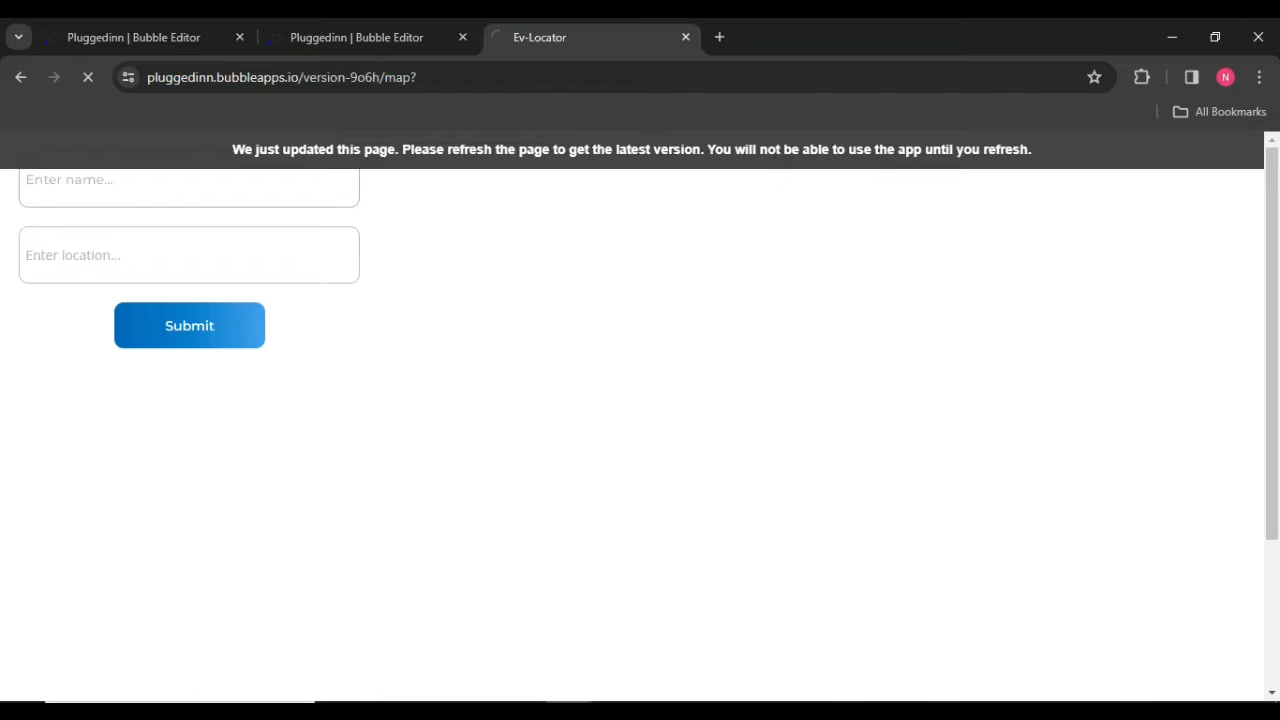 Pluggedinn | Bubble Editor
Pluggedinn | Bubble Editor
Ev-Locator
pluggedinn.bubbleapps.io/version-9o6h/map?
N
All Bookmarks
We just updated this page. Please refresh the page to get the latest version. You will not be able to use the app until you refresh.
Enter name...
Enter location...
Submit